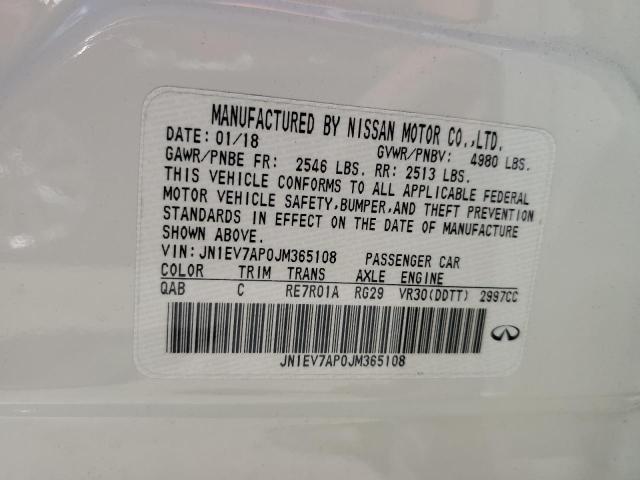 MANUFACTURED BY NISSAN MOTOR CO.,LTD.
DATE: 01/18 GVWR/PNBV: 4980 LBS.
GAWR/PNBE FR: 2546 LBS. RR: 2513 LBS.
THIS VEHICLE CONFORMS TO ALL APPLICABLE FEDERAL
MOTOR VEHICLE SAFETY,BUMPER,AND THEFT PREVENTION
STANDARDS IN EFFECT ON THE DATE OF MANUFACTURE
SHOWN ABOVE.
VIN: JN1EV7AP0JM365108 PASSENGER CAR
COLOR TRIM TRANS AXLE ENGINE
QAB C RE7R01A RG29 VR30(DDTT) 2997CC
JN1EV7AP0JM365108